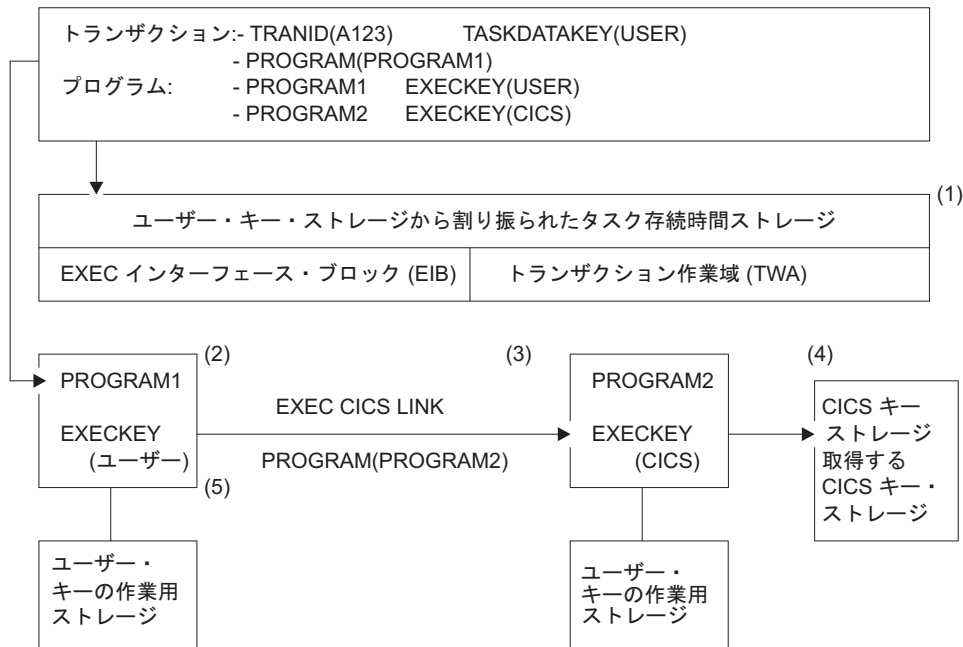 トランザクション:- TRANID(A123) TASKDATAKEY(USER)
- PROGRAM(PROGRAM1)
プログラム: - PROGRAM1 EXECKEY(USER)
- PROGRAM2 EXECKEY(CICS)
(1)
ユーザー・キー・ストレージから割り振られたタスク存続時間ストレージ
EXEC インターフェース・ブロック (EIB)
トランザクション作業域 (TWA)
(2)
PROGRAM1
EXECKEY
(ユーザー)
(5)
EXEC CICS LINK
PROGRAM(PROGRAM2)
(3)
PROGRAM2
EXECKEY
(CICS)
(4)
CICS キー
ストレージ
取得する
CICS キー・
ストレージ
ユーザー・
キーの作業用
ストレージ
ユーザー・
キーの作業用
ストレージ